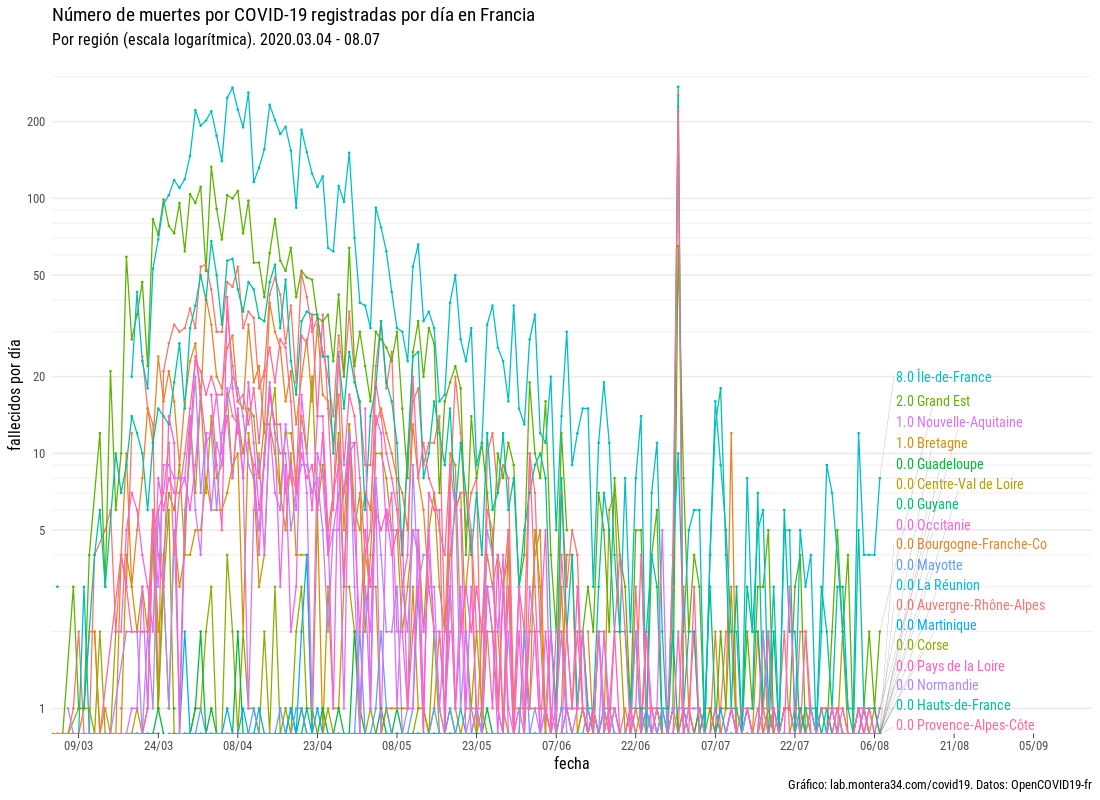 Número de muertes por COVID-19 registradas por día en Francia
Por región (escala logarítmica). 2020.03.04 - 08.07
fallecidos por día
200
100
50
20
10
5
1
8.0 Île-de-France
2.0 Grand Est
1.0 Nouvelle-Aquitaine
1.0 Bretagne
0.0 Guadeloupe
0.0 Centre-Val de Loire
0.0 Guyane
0.0 Occitanie
0.0 Bourgogne-Franche-Co
0.0 Mayotte
0.0 La Réunion
0.0 Auvergne-Rhône-Alpes
0.0 Martinique
0.0 Corse
0.0 Pays de la Loire
0.0 Normandie
0.0 Hauts-de-France
0.0 Provence-Alpes-Côte
09/03 24/03 08/04 23/04 08/05 23/05 07/06 22/06 07/07 22/07 06/08 21/08 05/09
fecha
Gráfico: lab.montera34.com/covid19. Datos: OpenCOVID19-fr